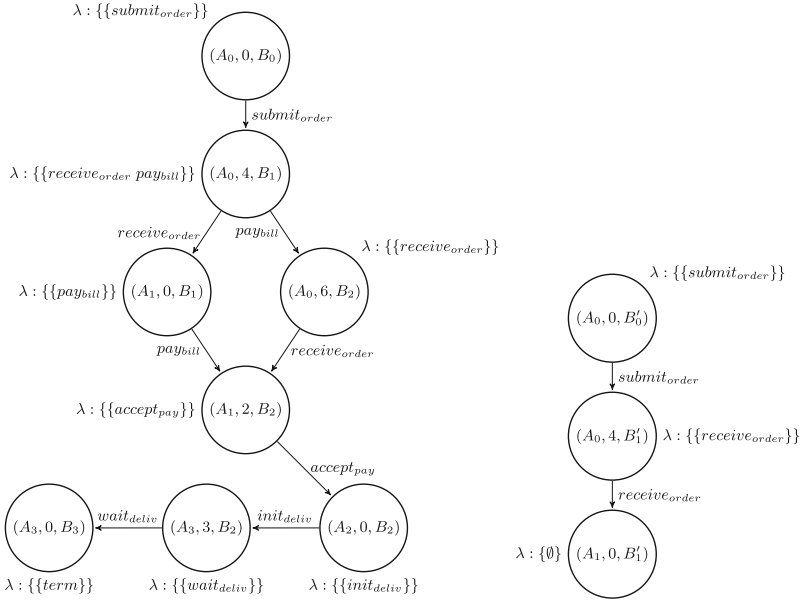 λ : {{submit_order}}
(A_0, 0, B_0)
submit_order
λ : {{receive_order pay_bill}}
(A_0, 4, B_1)
receive_order
pay_bill
λ : {{receive_order}}
λ : {{pay_bill}}
(A_1, 0, B_1)
(A_0, 6, B_2)
pay_bill
receive_order
λ : {{accept_pay}}
(A_1, 2, B_2)
accept_pay
(A_3, 0, B_3)
wait_deliv
(A_3, 3, B_2)
init_deliv
(A_2, 0, B_2)
λ : {{term}}
λ : {{wait_deliv}}
λ : {{init_deliv}}
λ : {{submit_order}}
(A_0, 0, B′_0)
submit_order
(A_0, 4, B′_1)
λ : {{receive_order}}
receive_order
λ : {∅}
(A_1, 0, B′_1)